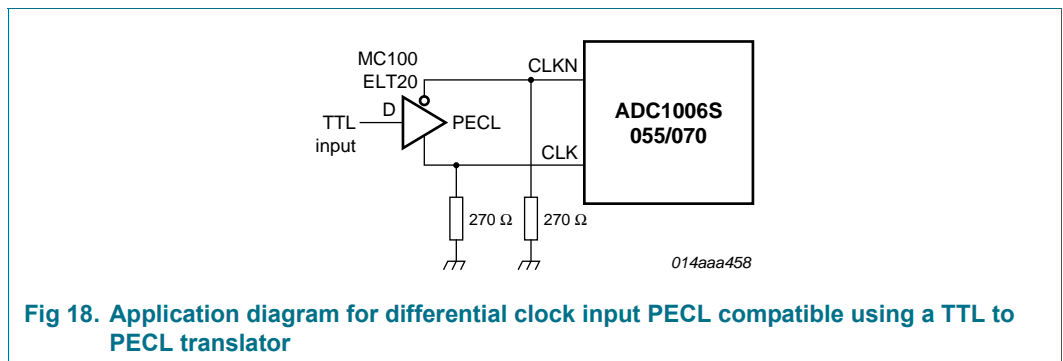 MC100
ELT20
CLKN
D
PECL
TTL
input
CLK
ADC1006S
055/070
270 Ω
270 Ω
014aaa458
Fig 18. Application diagram for differential clock input PECL compatible using a TTL to
PECL translator